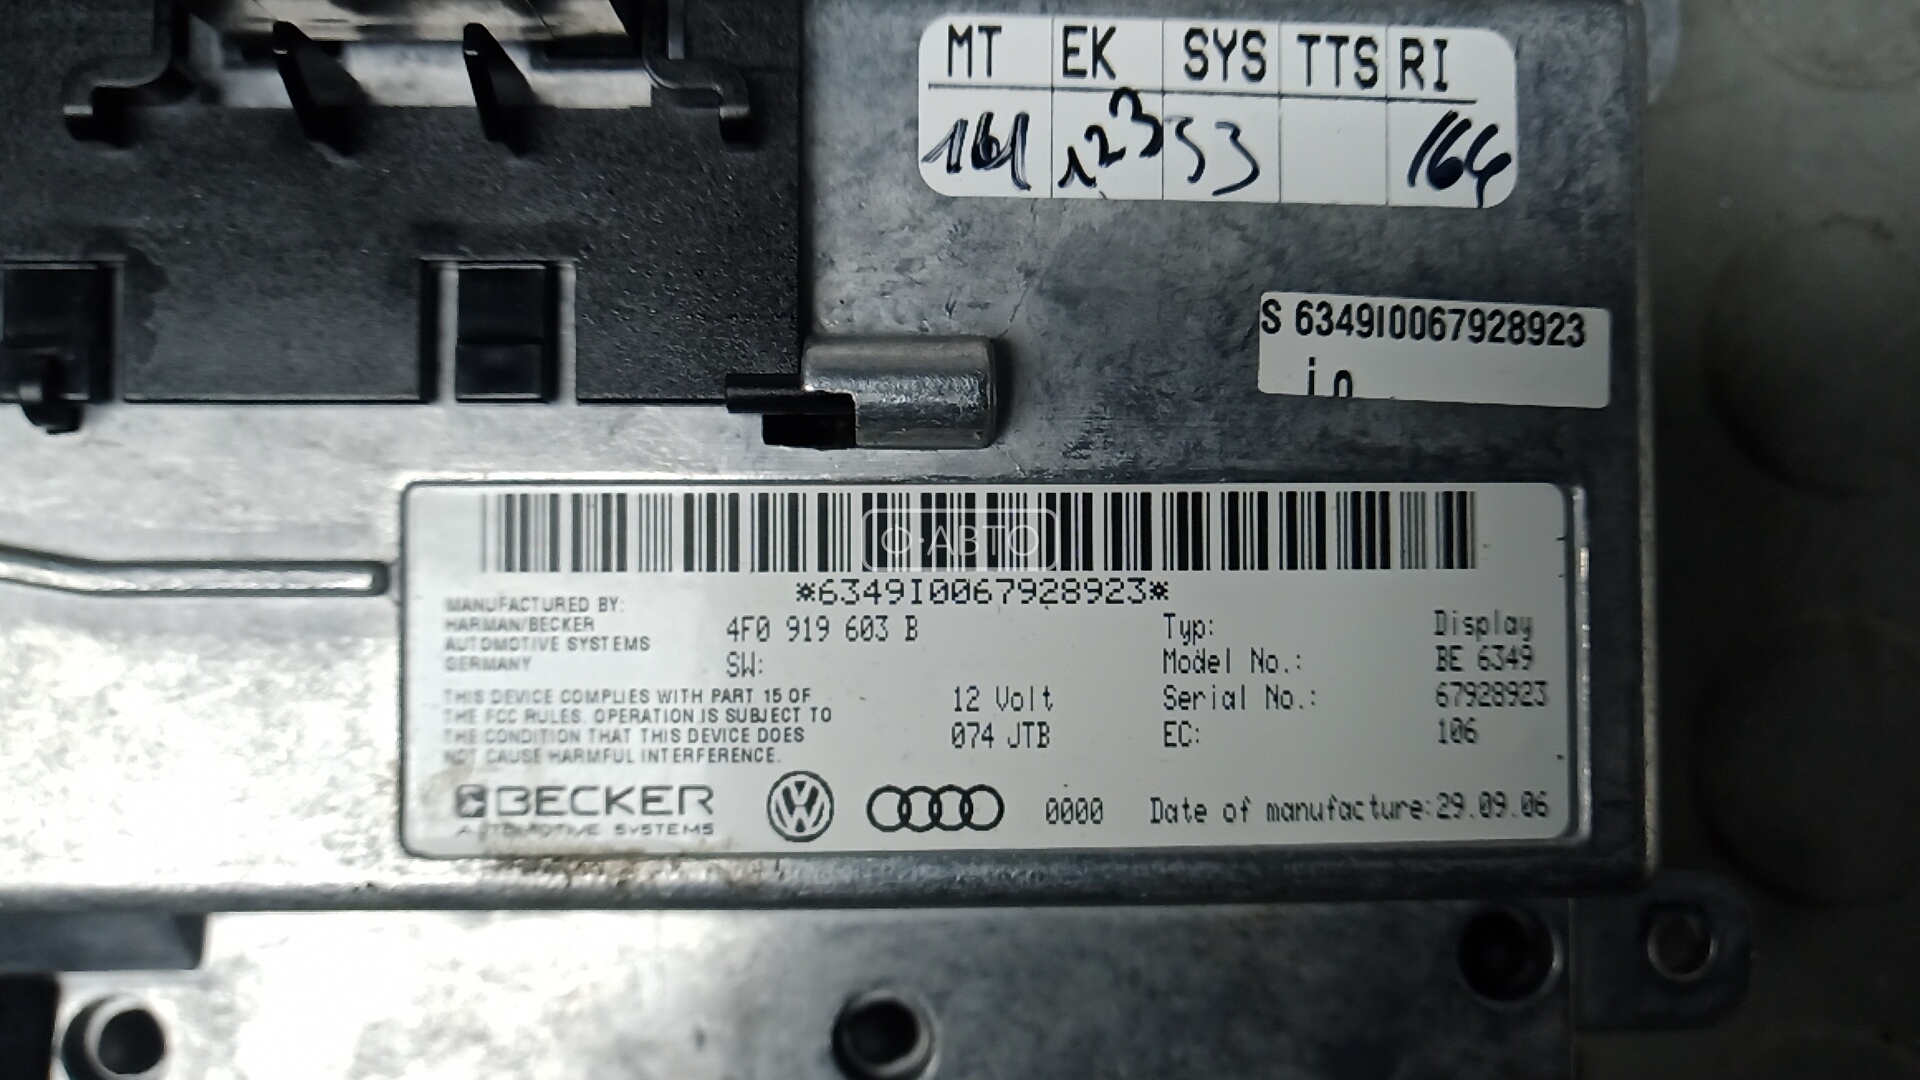 MT EK SYS TTS RI
161 123 53 164
S 6349I0067928923
in
О·АВТО
*6349I0067928923*
MANUFACTURED BY:
HARMAN/BECKER
AUTOMOTIVE SYSTEMS
GERMANY
4F0 919 603 B
SW:
THIS DEVICE COMPLIES WITH PART 15 OF
THE FCC RULES. OPERATION IS SUBJECT TO
THE CONDITION THAT THIS DEVICE DOES
NOT CAUSE HARMFUL INTERFERENCE.
12 Volt
074 JTB
Typ: Display
Model No.: BE 6349
Serial No.: 67928923
EC: 106
BECKER
AUTOMOTIVE SYSTEMS
0000
Date of manufacture: 29.09.06